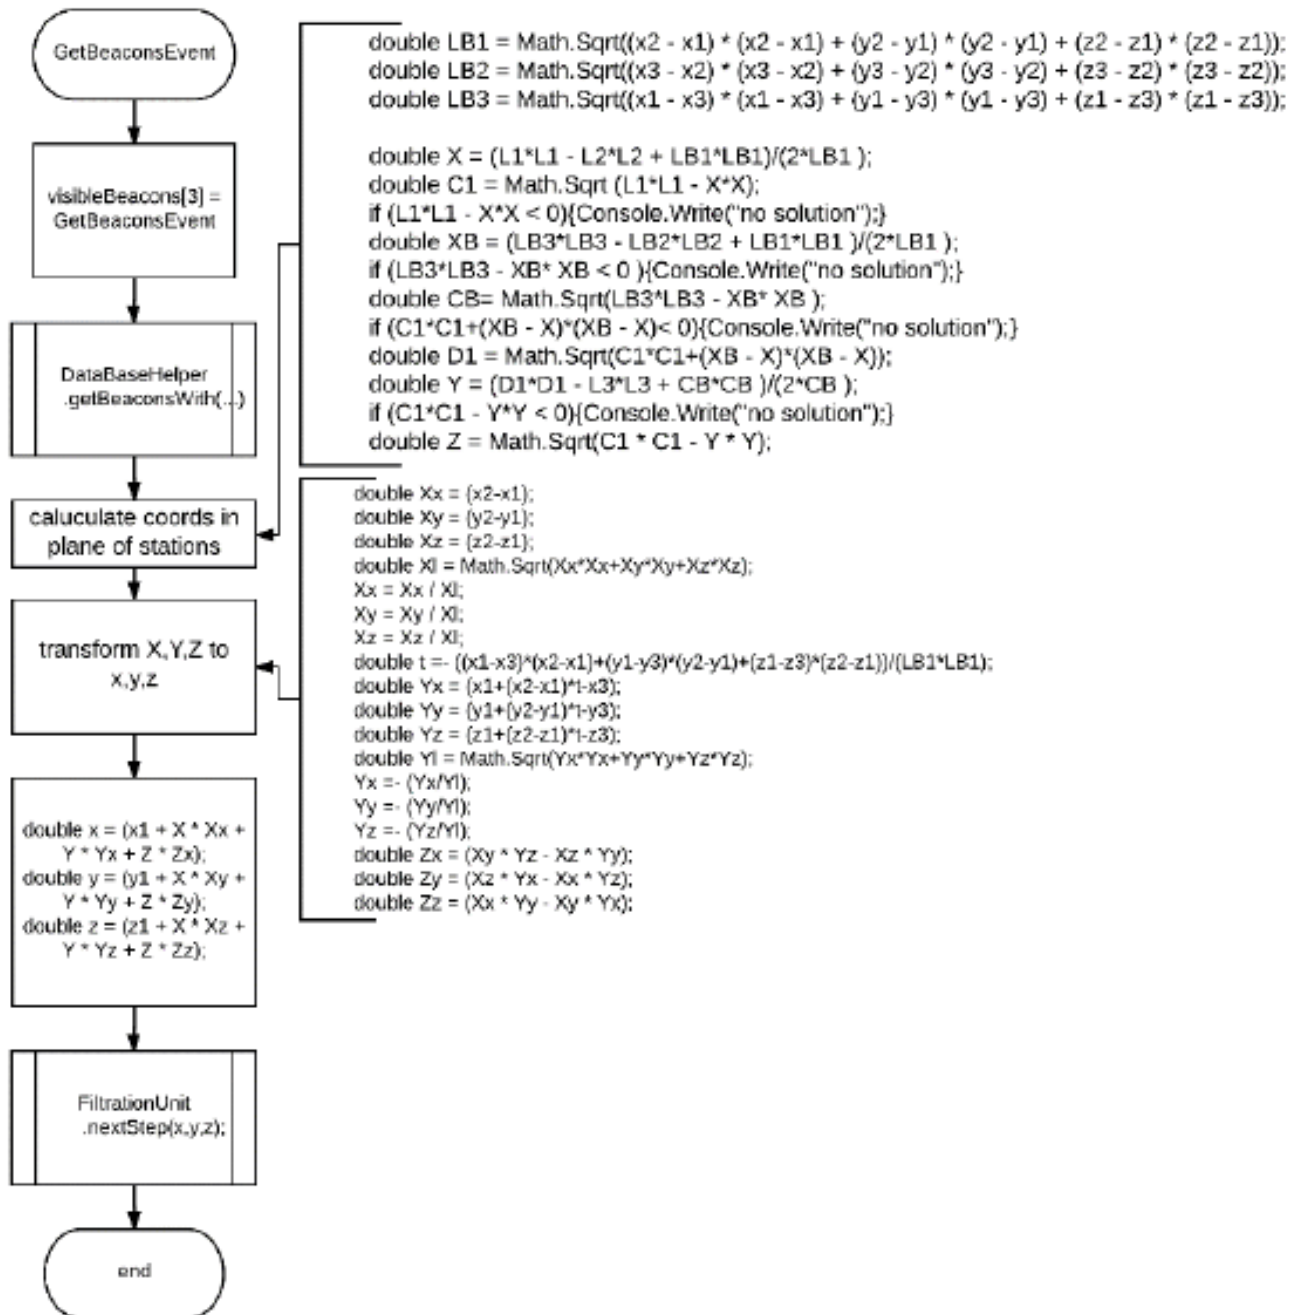 GetBeaconsEvent
visibleBeacons[3] =
GetBeaconsEvent
DataBaseHelper
.getBeaconsWith(...)
caluculate coords in
plane of stations
transform X,Y,Z to
x,y,z
double x = (x1 + X * Xx +
Y * Yx + Z * Zx);
double y = (y1 + X * Xy +
Y * Yy + Z * Zy);
double z = (z1 + X * Xz +
Y * Yz + Z * Zz);
FiltrationUnit
.nextStep(x,y,z);
end
double LB1 = Math.Sqrt((x2 - x1) * (x2 - x1) + (y2 - y1) * (y2 - y1) + (z2 - z1) * (z2 - z1));
double LB2 = Math.Sqrt((x3 - x2) * (x3 - x2) + (y3 - y2) * (y3 - y2) + (z3 - z2) * (z3 - z2));
double LB3 = Math.Sqrt((x1 - x3) * (x1 - x3) + (y1 - y3) * (y1 - y3) + (z1 - z3) * (z1 - z3));
double X = (L1*L1 - L2*L2 + LB1*LB1)/(2*LB1 );
double C1 = Math.Sqrt (L1*L1 - X*X);
if (L1*L1 - X*X < 0){Console.Write("no solution");}
double XB = (LB3*LB3 - LB2*LB2 + LB1*LB1 )/(2*LB1 );
if (LB3*LB3 - XB* XB < 0 ){Console.Write("no solution");}
double CB= Math.Sqrt(LB3*LB3 - XB* XB );
if (C1*C1+(XB - X)*(XB - X)< 0){Console.Write("no solution");}
double D1 = Math.Sqrt(C1*C1+(XB - X)*(XB - X));
double Y = (D1*D1 - L3*L3 + CB*CB )/(2*CB );
if (C1*C1 - Y*Y < 0){Console.Write("no solution");}
double Z = Math.Sqrt(C1 * C1 - Y * Y);
double Xx = (x2-x1);
double Xy = (y2-y1);
double Xz = (z2-z1);
double Xl = Math.Sqrt(Xx*Xx+Xy*Xy+Xz*Xz);
Xx = Xx / Xl;
Xy = Xy / Xl;
Xz = Xz / Xl;
double t =- ((x1-x3)*(x2-x1)+(y1-y3)*(y2-y1)+(z1-z3)*(z2-z1))/(LB1*LB1);
double Yx = (x1+(x2-x1)*t-x3);
double Yy = (y1+(y2-y1)*t-y3);
double Yz = (z1+(z2-z1)*t-z3);
double Yl = Math.Sqrt(Yx*Yx+Yy*Yy+Yz*Yz);
Yx =- (Yx/Yl);
Yy =- (Yy/Yl);
Yz =- (Yz/Yl);
double Zx = (Xy * Yz - Xz * Yy);
double Zy = (Xz * Yx - Xx * Yz);
double Zz = (Xx * Yy - Xy * Yx);